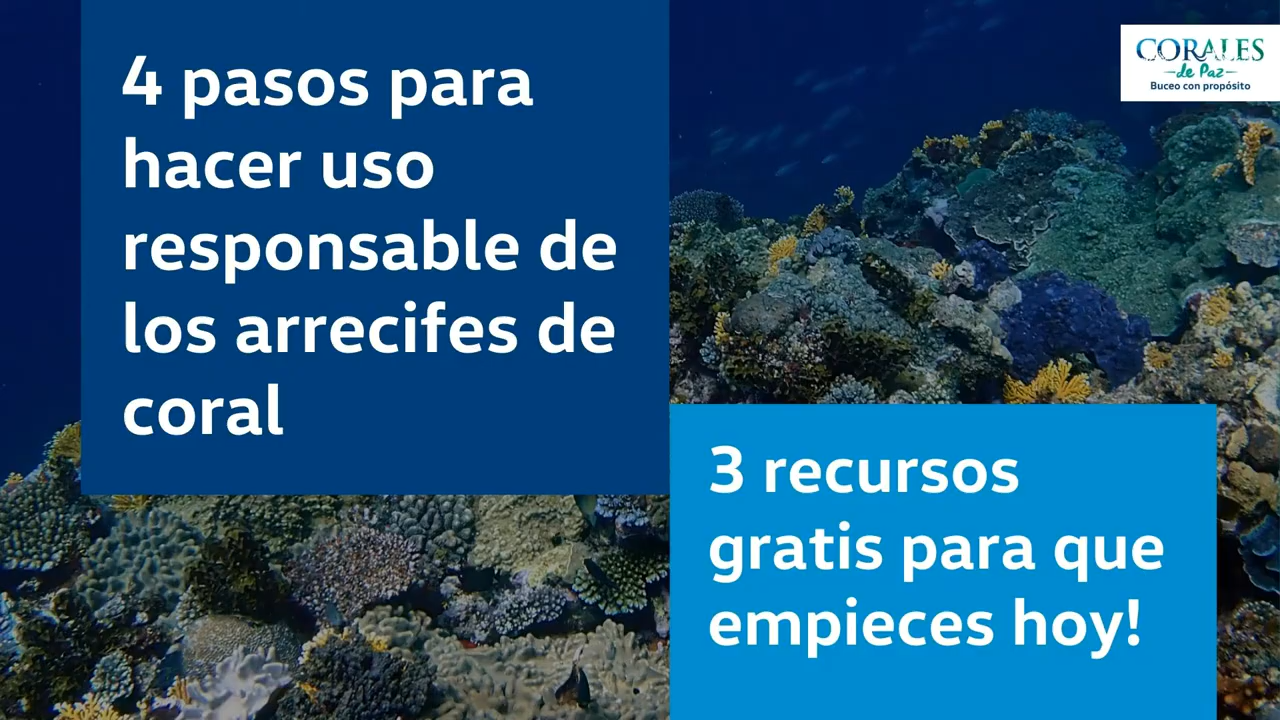 4 pasos para
hacer uso
responsable de
los arrecifes de
coral
CORALES
de Paz
Buceo con propósito
3 recursos
gratis para que
empieces hoy!